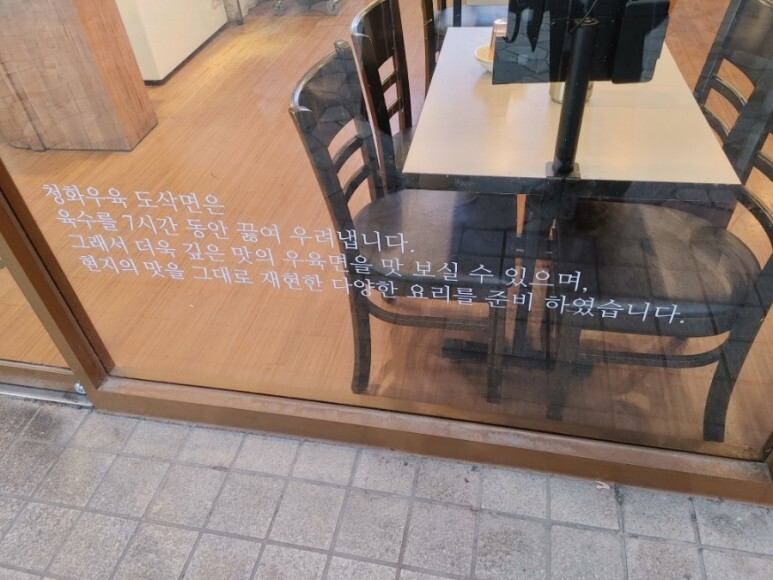 청화우육 도삭면은
육수를 7시간 동안 끓여 우려냅니다.
그래서 더욱 깊은 맛의 우육면을 맛 보실 수 있으며,
현지의 맛을 그대로 재현한 다양한 요리를 준비 하였습니다.